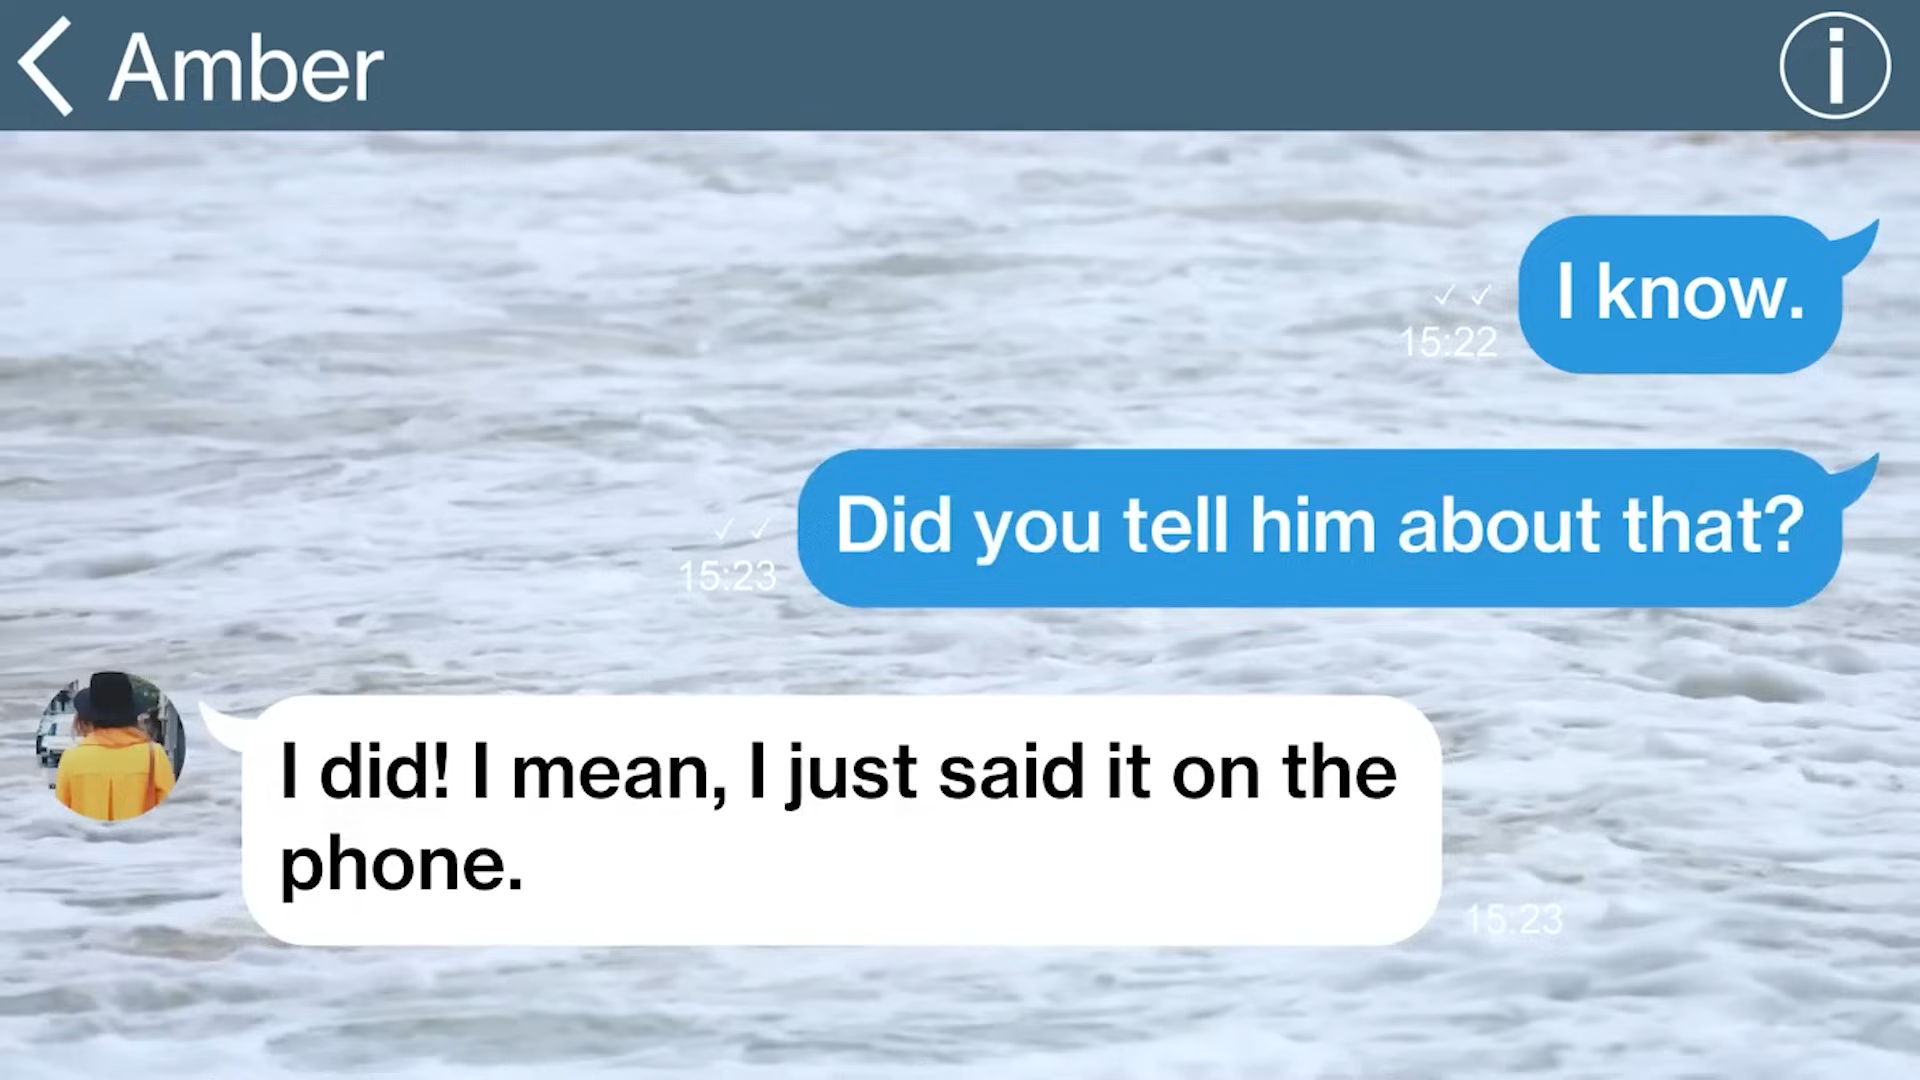 Amber
I know.
✓ ✓
15:22
Did you tell him about that?
✓ ✓
15:23
I did! I mean, I just said it on the
phone.
15:23